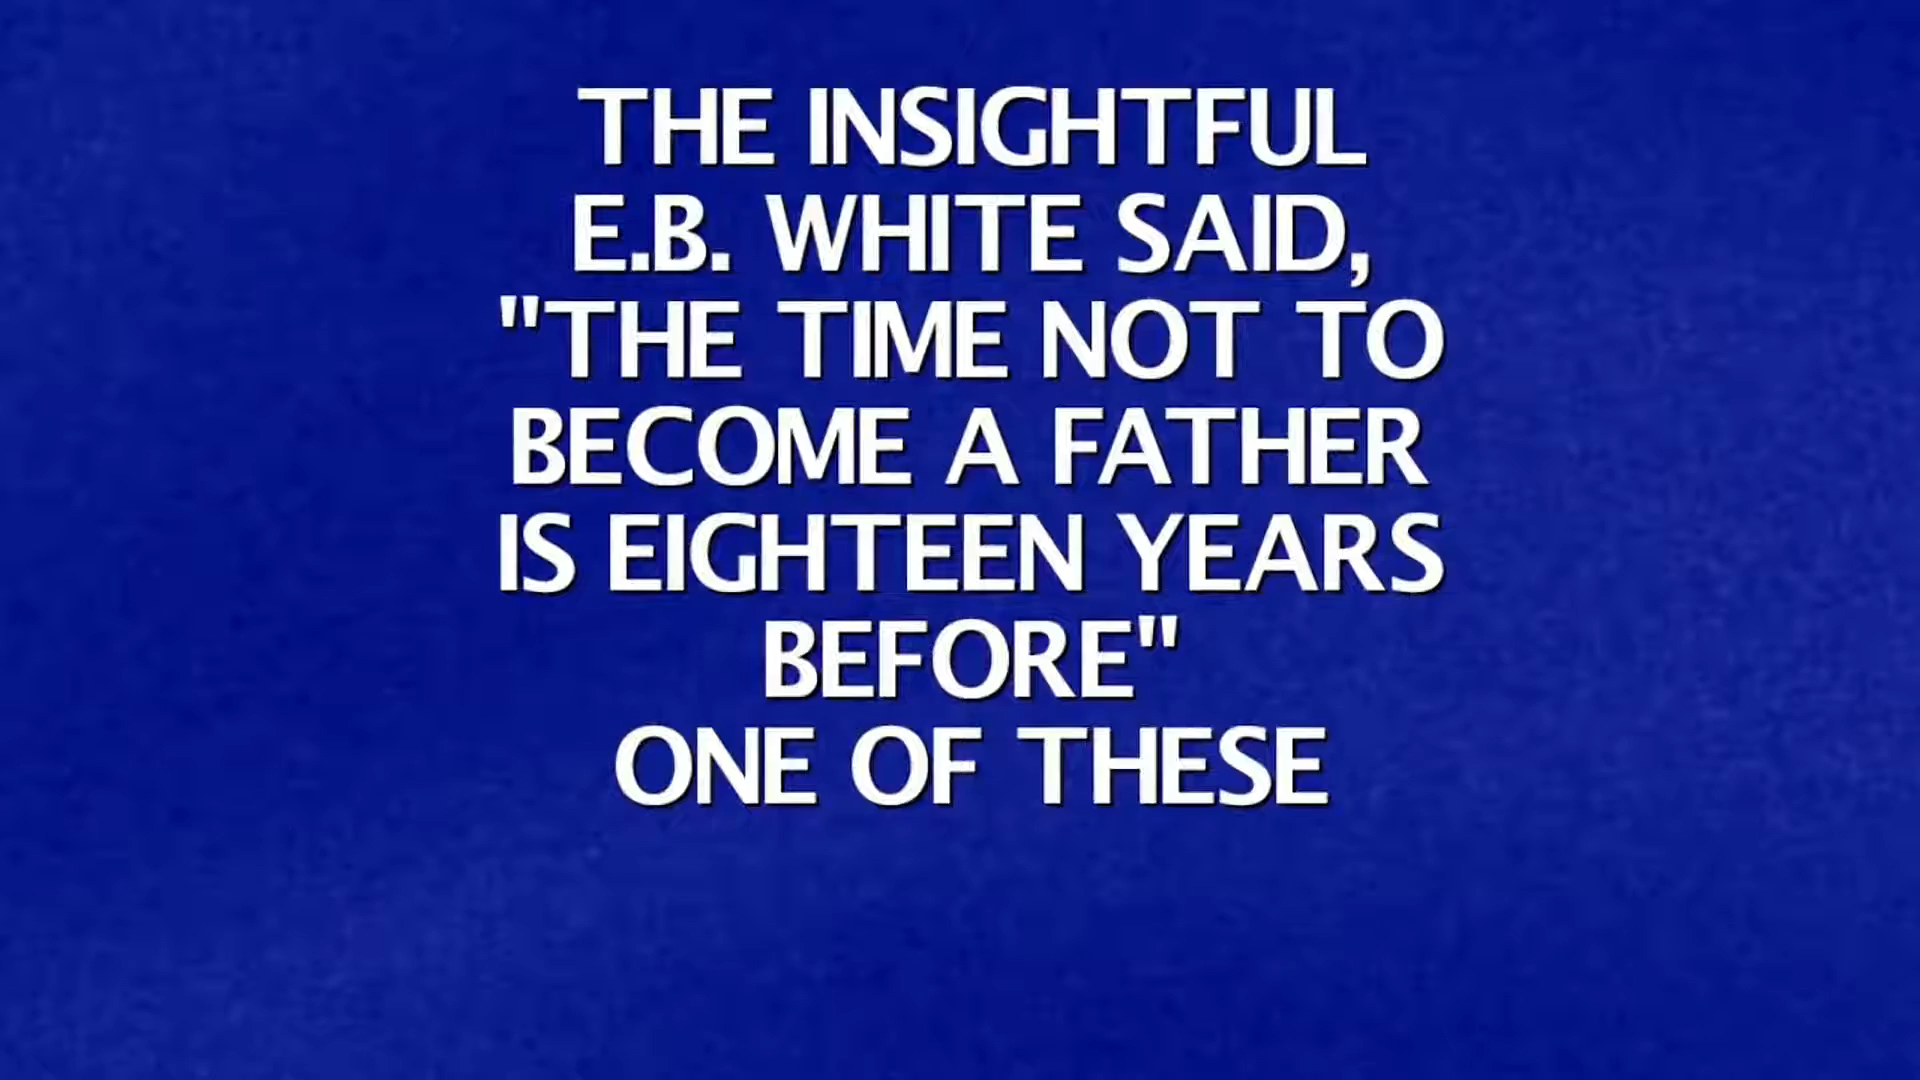 THE INSIGHTFUL
E.B. WHITE SAID,
"THE TIME NOT TO
BECOME A FATHER
IS EIGHTEEN YEARS
BEFORE"
ONE OF THESE